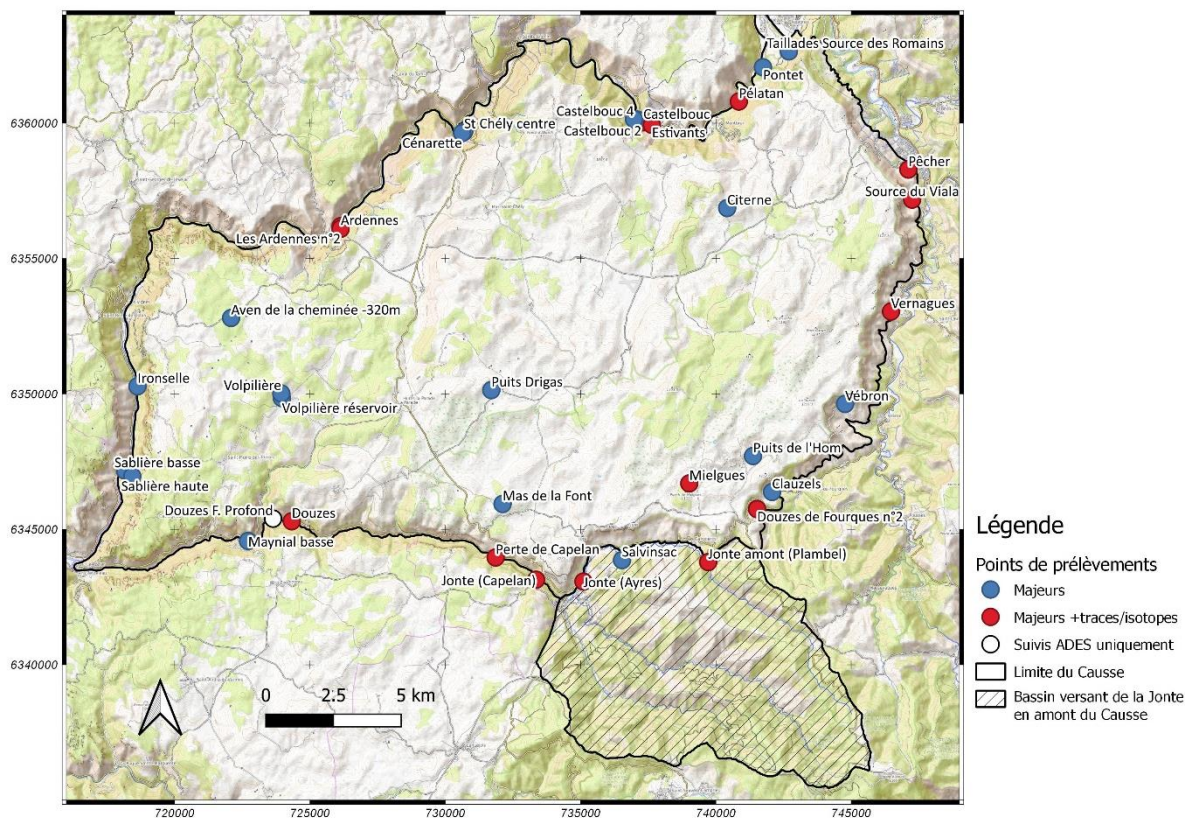 Taillades Source des Romains
Pontet
Pélatan
Castelbouc 4
Castelbouc
Castelbouc 2
Estivants
St Chély centre
Cénarette
6360000
Pêcher
Source du Viala
Citerne
Ardennes
Les Ardennes n°2
6355000
Vernagues
Aven de la cheminée -320m
Ironselle
Volpilière
Volpilière réservoir
Puits Drigas
6350000
Vébron
Puits de l'Hom
Sablière basse
Sablière haute
Mielgues
Clauzels
Mas de la Font
Douzes F. Profond
Douzes
Douzes de Fourques n°2
6345000
Maynial basse
Perte de Capelan
Salvinsac
Jonte amont (Plambel)
Jonte (Capelan)
Jonte (Ayres)
6340000
0 2.5 5 km
720000 725000 730000 735000 740000 745000
Légende
Points de prélèvements
Majeurs
Majeurs +traces/isotopes
Suivis ADES uniquement
Limite du Causse
Bassin versant de la Jonte
en amont du Causse